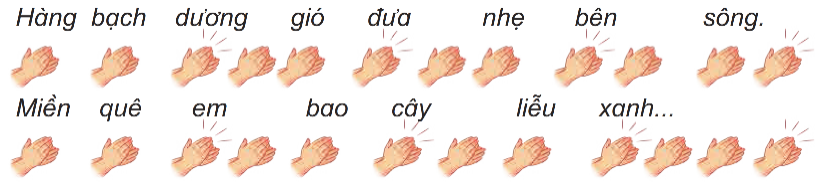 Hàng bạch dương gió đưa nhẹ bên sông.
Miền quê em bao cây liễu xanh...